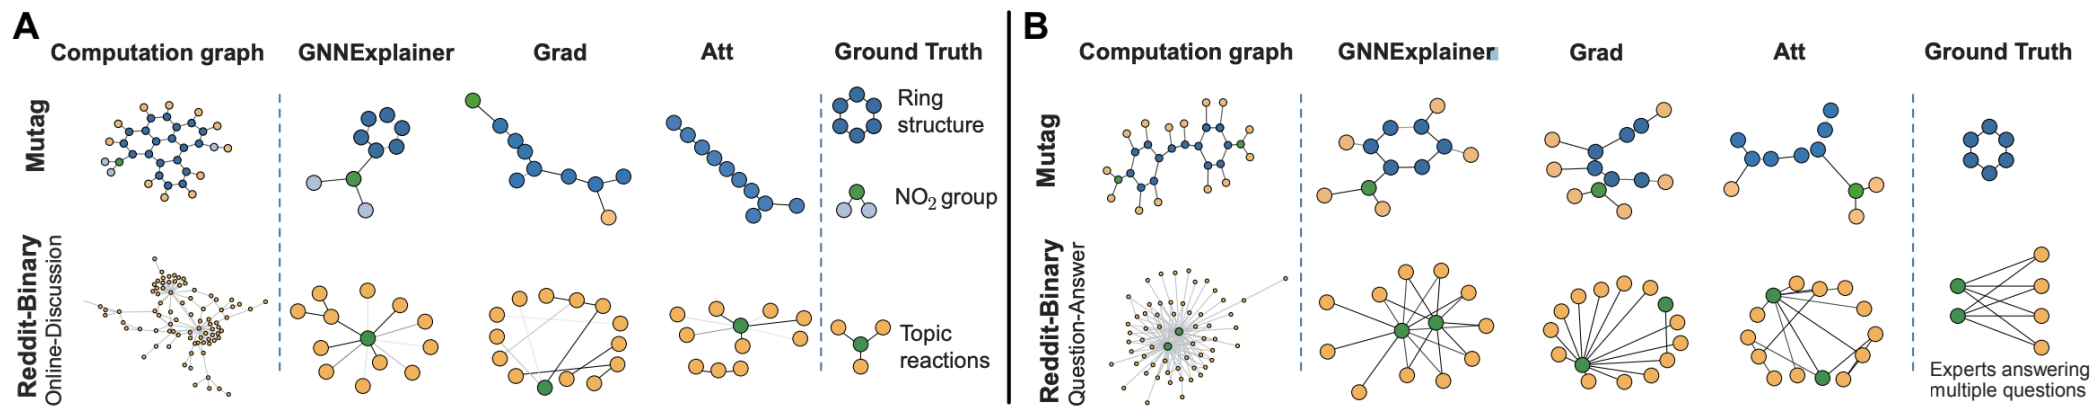 A
Computation graph
GNNExplainer
Grad
Att
Ground Truth
Mutag
Ring
structure
NO₂ group
Reddit-Binary
Online-Discussion
Topic
reactions
B
Computation graph
GNNExplainer
Grad
Att
Ground Truth
Mutag
Reddit-Binary
Question-Answer
Experts answering
multiple questions